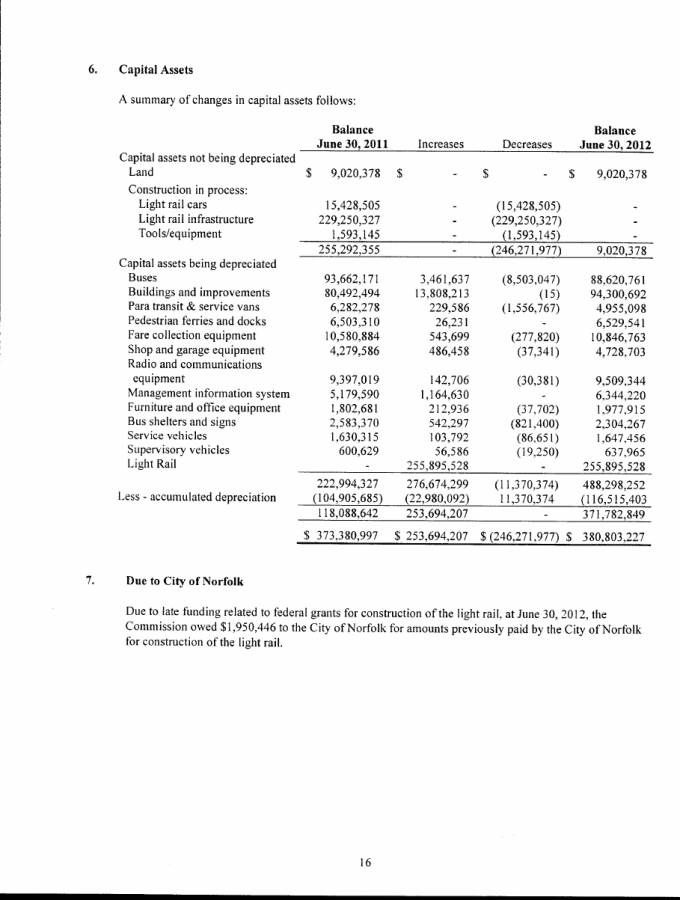 6. Capital Assets
A summary of changes in capital assets follows:
Balance Balance
June 30, 2011 Increases Decreases June 30, 2012
Capital assets not being depreciated
Land $ 9,020,378 $ - $ - $ 9,020,378
Construction in process:
Light rail cars 15,428,505 - (15,428,505) -
Light rail infrastructure 229,250,327 - (229,250,327) -
Tools/equipment 1,593,145 - (1,593,145) -
255,292,355 - (246,271,977) 9,020,378
Capital assets being depreciated
Buses 93,662,171 3,461,637 (8,503,047) 88,620,761
Buildings and improvements 80,492,494 13,808,213 (15) 94,300,692
Para transit & service vans 6,282,278 229,586 (1,556,767) 4,955,098
Pedestrian ferries and docks 6,503,310 26,231 - 6,529,541
Fare collection equipment 10,580,884 543,699 (277,820) 10,846,763
Shop and garage equipment 4,279,586 486,458 (37,341) 4,728,703
Radio and communications
equipment 9,397,019 142,706 (30,381) 9,509,344
Management information system 5,179,590 1,164,630 - 6,344,220
Furniture and office equipment 1,802,681 212,936 (37,702) 1,977,915
Bus shelters and signs 2,583,370 542,297 (821,400) 2,304,267
Service vehicles 1,630,315 103,792 (86,651) 1,647,456
Supervisory vehicles 600,629 56,586 (19,250) 637,965
Light Rail - 255,895,528 - 255,895,528
222,994,327 276,674,299 (11,370,374) 488,298,252
Less - accumulated depreciation (104,905,685) (22,980,092) 11,370,374 (116,515,403
118,088,642 253,694,207 - 371,782,849
$ 373,380,997 $ 253,694,207 $ (246,271,977) $ 380,803,227
7. Due to City of Norfolk
Due to late funding related to federal grants for construction of the light rail, at June 30, 2012, the
Commission owed $1,950,446 to the City of Norfolk for amounts previously paid by the City of Norfolk
for construction of the light rail.
16